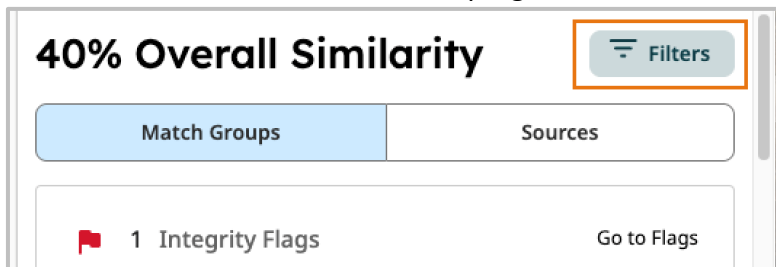 40% Overall Similarity Filters
Match Groups Sources
1 Integrity Flags Go to Flags